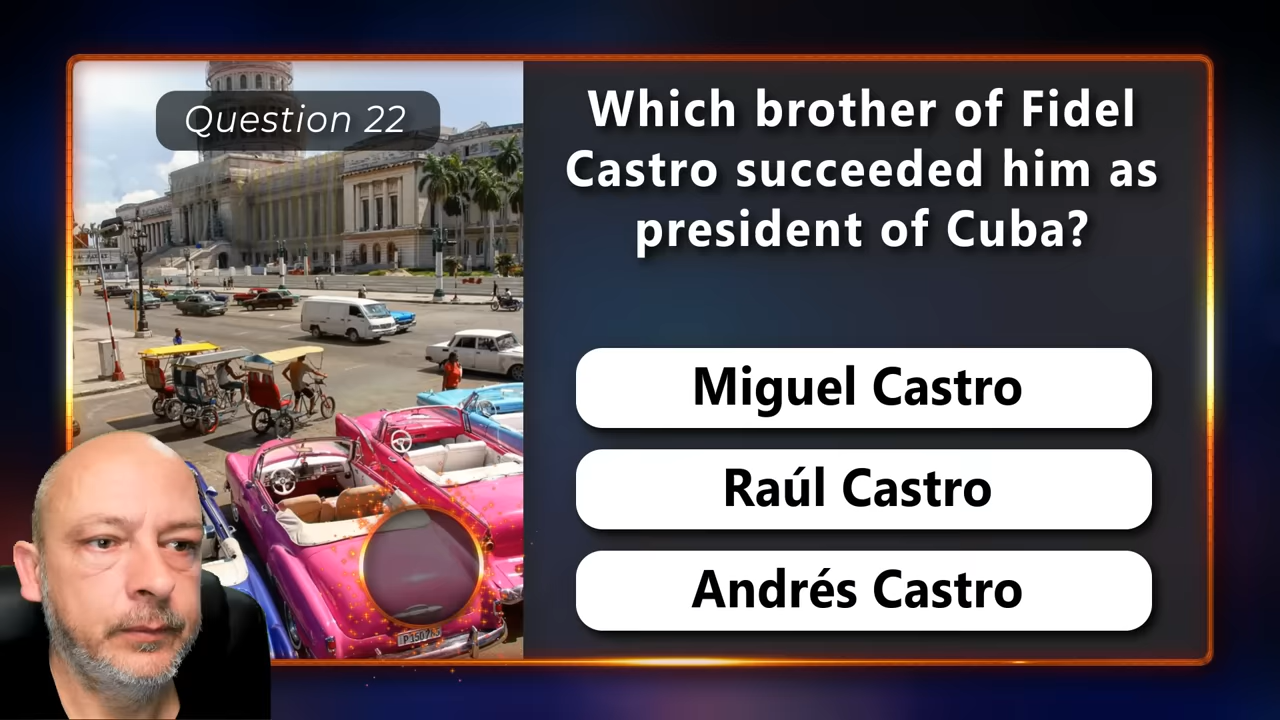 Question 22
Which brother of Fidel
Castro succeeded him as
president of Cuba?
Miguel Castro
Raúl Castro
Andrés Castro